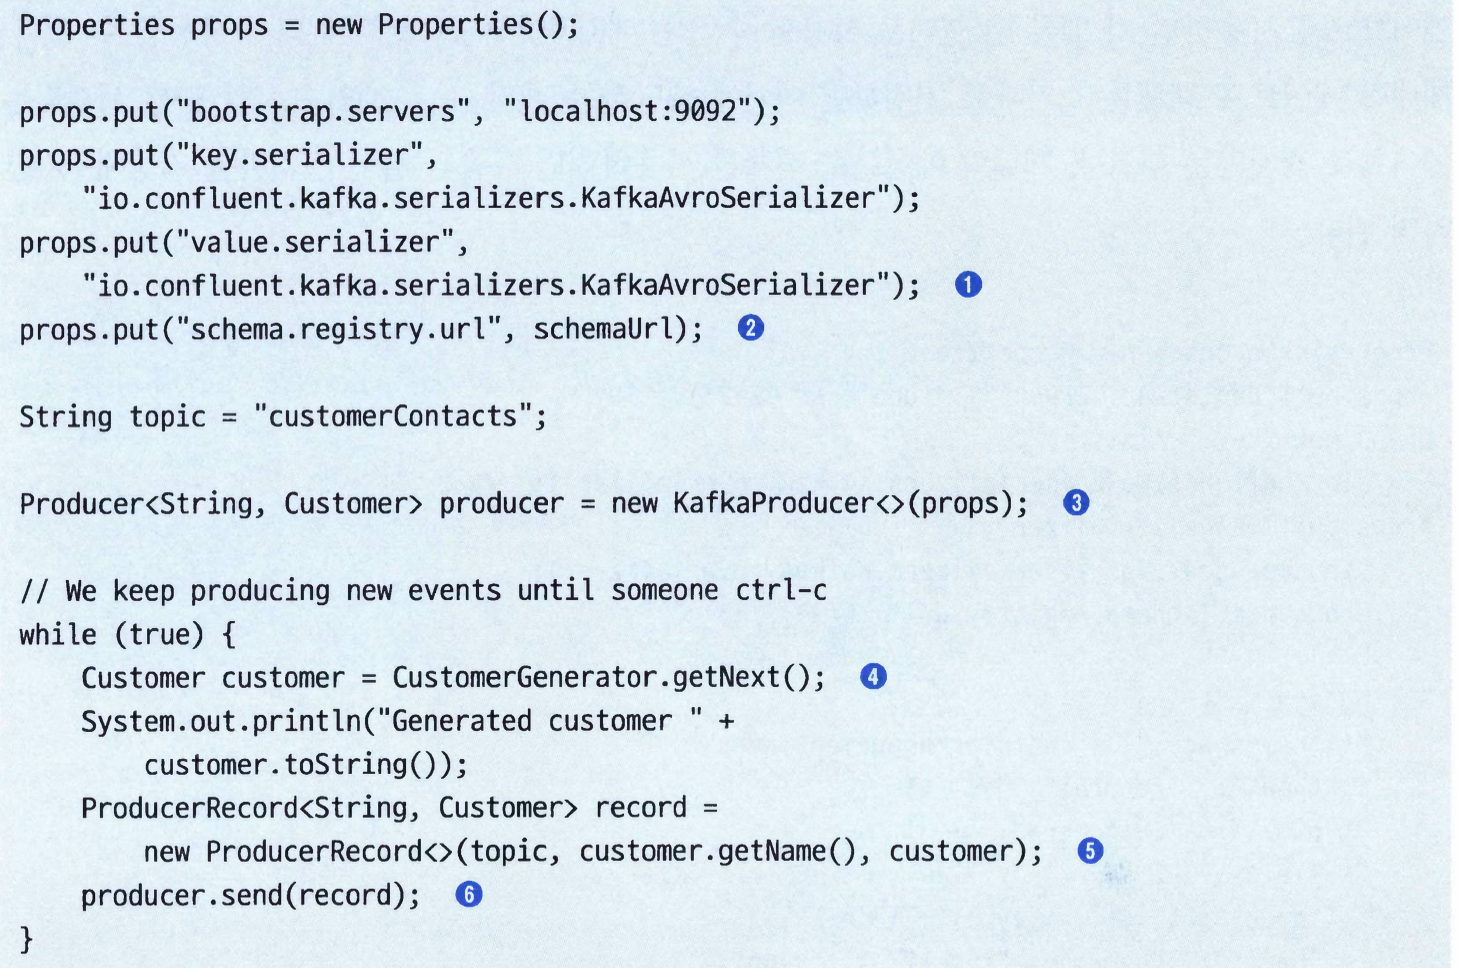 Properties props = new Properties();
props.put("bootstrap.servers", "localhost:9092");
props.put("key.serializer",
    "io.confluent.kafka.serializers.KafkaAvroSerializer");
props.put("value.serializer",
    "io.confluent.kafka.serializers.KafkaAvroSerializer"); ❶
props.put("schema.registry.url", schemaUrl); ❷
String topic = "customerContacts";
Producer<String, Customer> producer = new KafkaProducer<>(props); ❸
// We keep producing new events until someone ctrl-c
while (true) {
    Customer customer = CustomerGenerator.getNext(); ❹
    System.out.println("Generated customer " +
        customer.toString());
    ProducerRecord<String, Customer> record =
        new ProducerRecord<>(topic, customer.getName(), customer); ❺
    producer.send(record); ❻
}